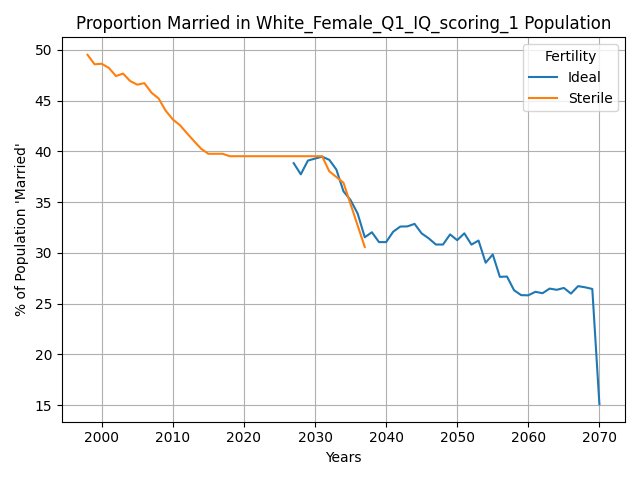 Proportion Married in White_Female_Q1_IQ_scoring_1 Population
% of Population 'Married'
50
45
40
35
30
25
20
15
Fertility
Ideal
Sterile
2000 2010 2020 2030 2040 2050 2060 2070
Years